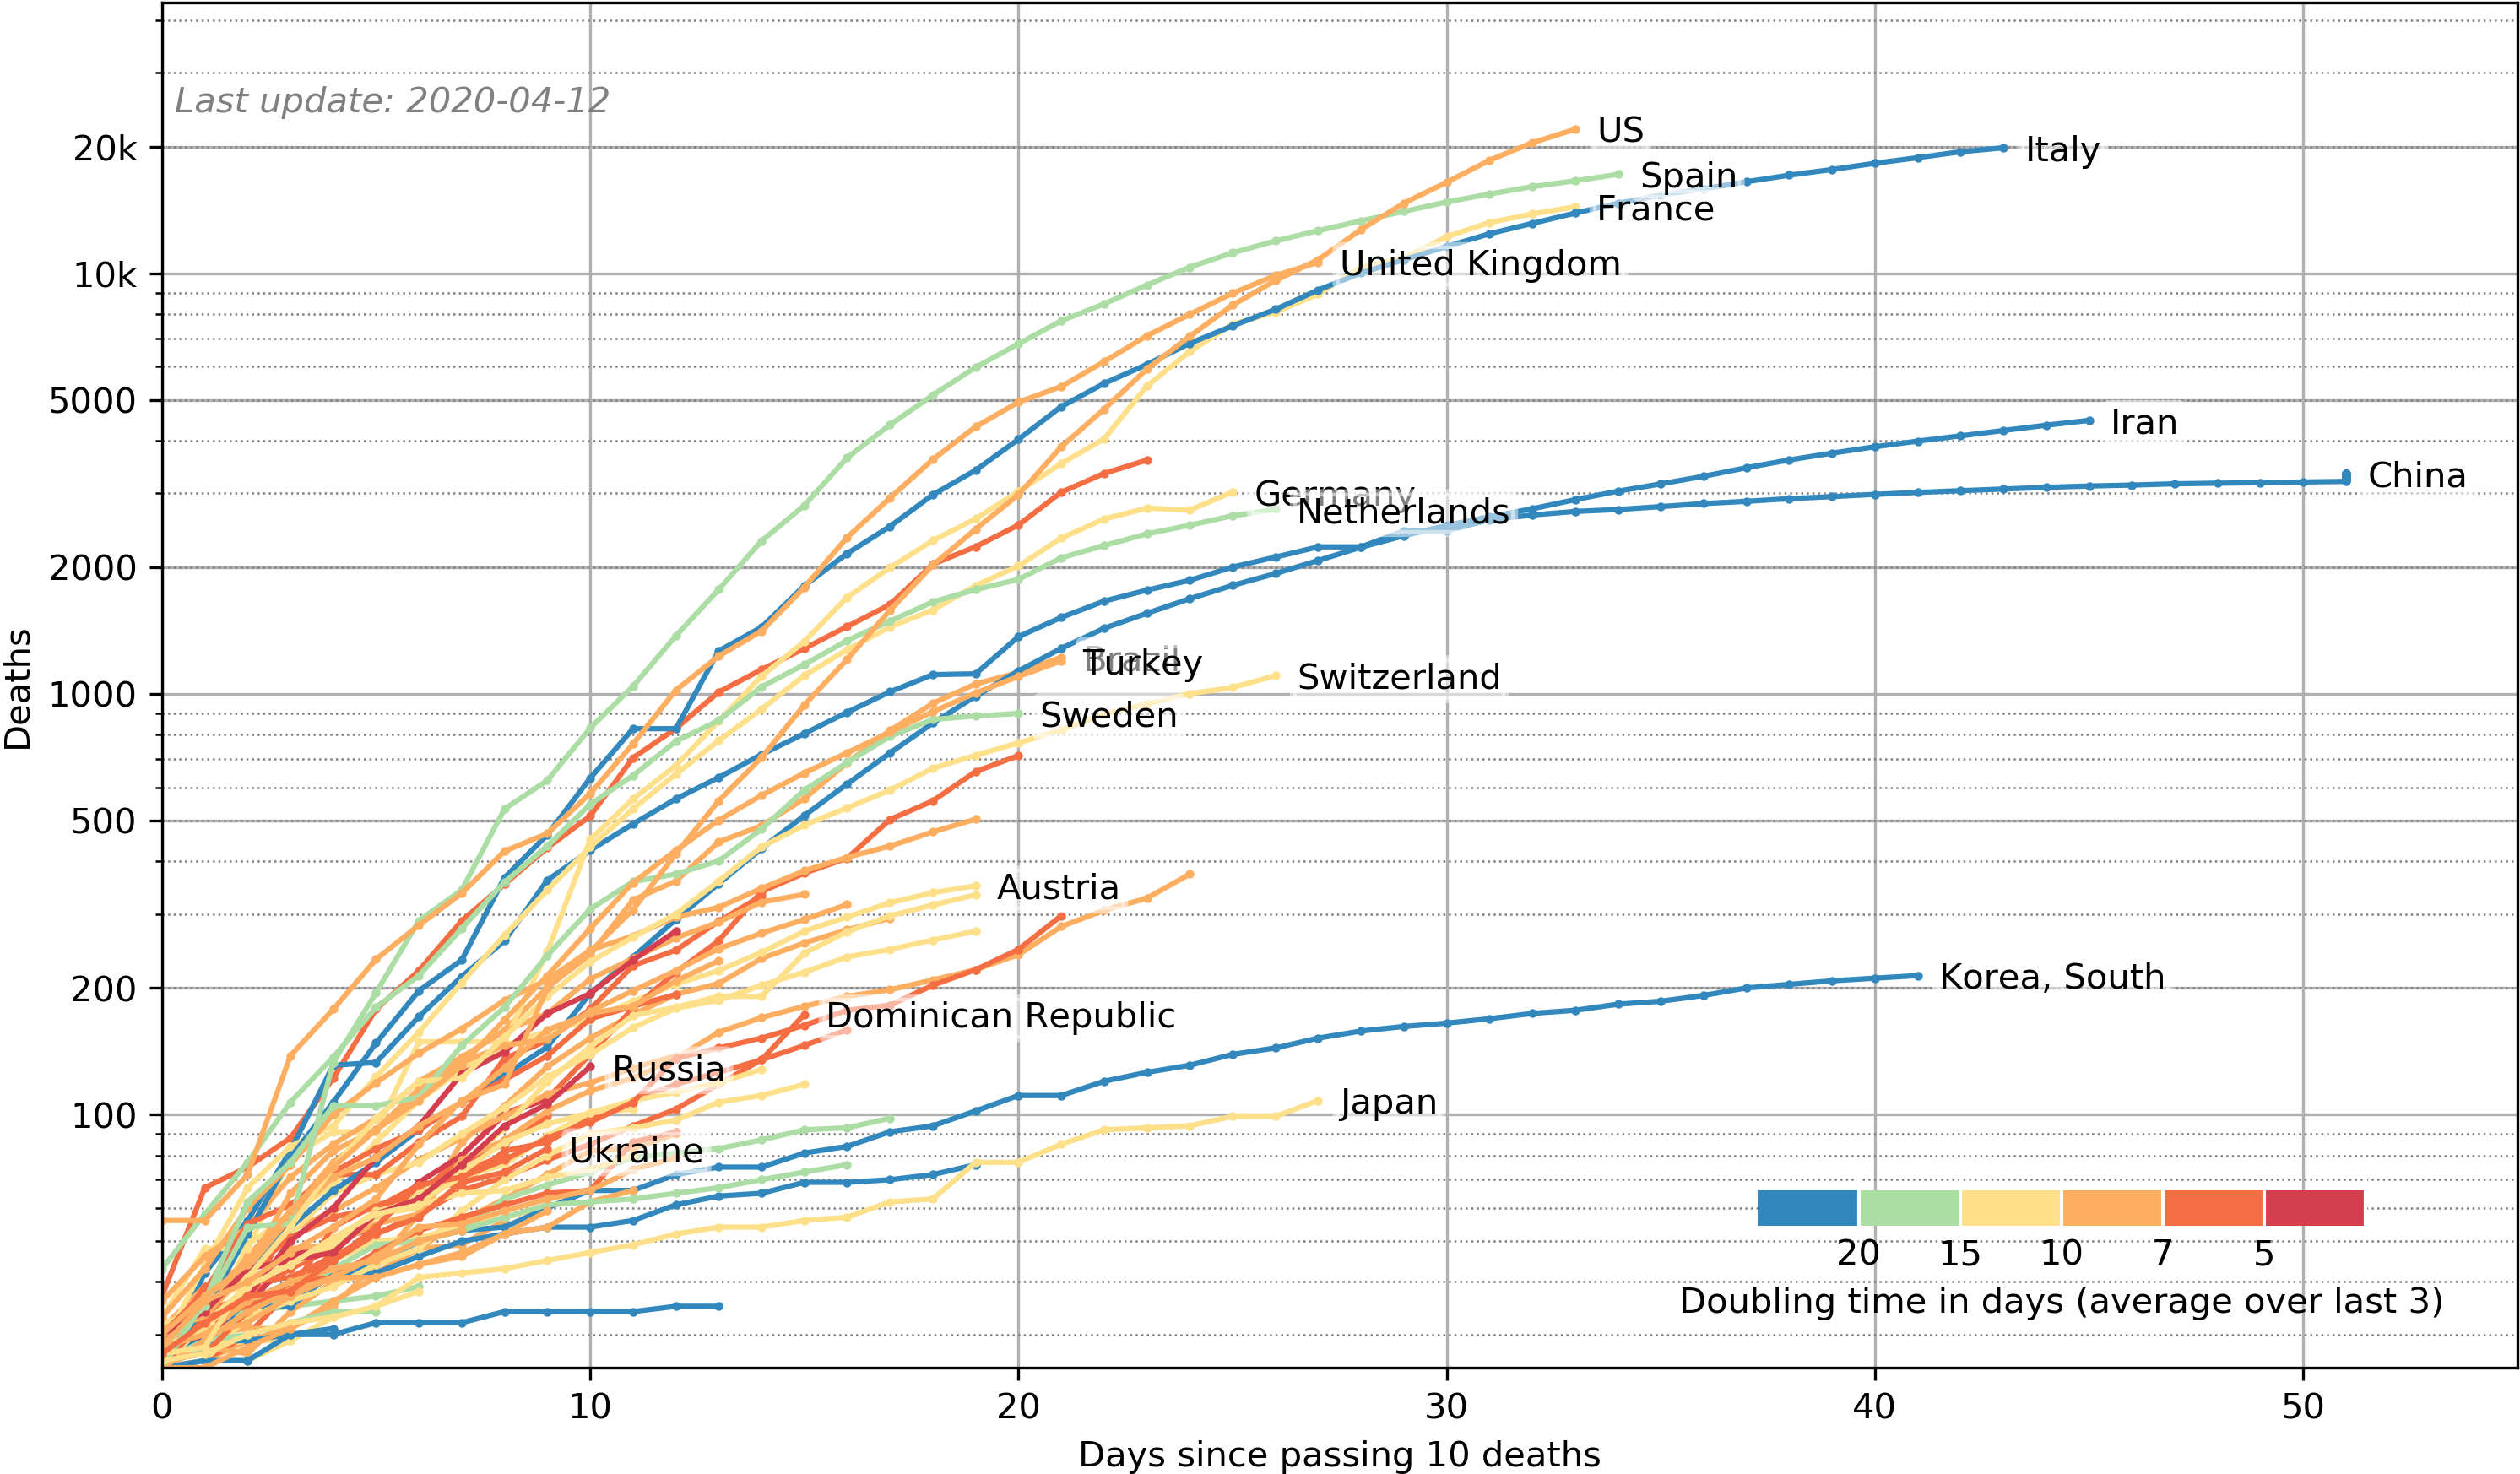 Last update: 2020-04-12
20k
10k
5000
2000
1000
500
200
100
Deaths
US
Italy
Spain
France
United Kingdom
Iran
China
Germany
Netherlands
Brazil
Turkey
Switzerland
Sweden
Austria
Korea, South
Dominican Republic
Russia
Japan
Ukraine
20 15 10 7 5
Doubling time in days (average over last 3)
0 10 20 30 40 50
Days since passing 10 deaths